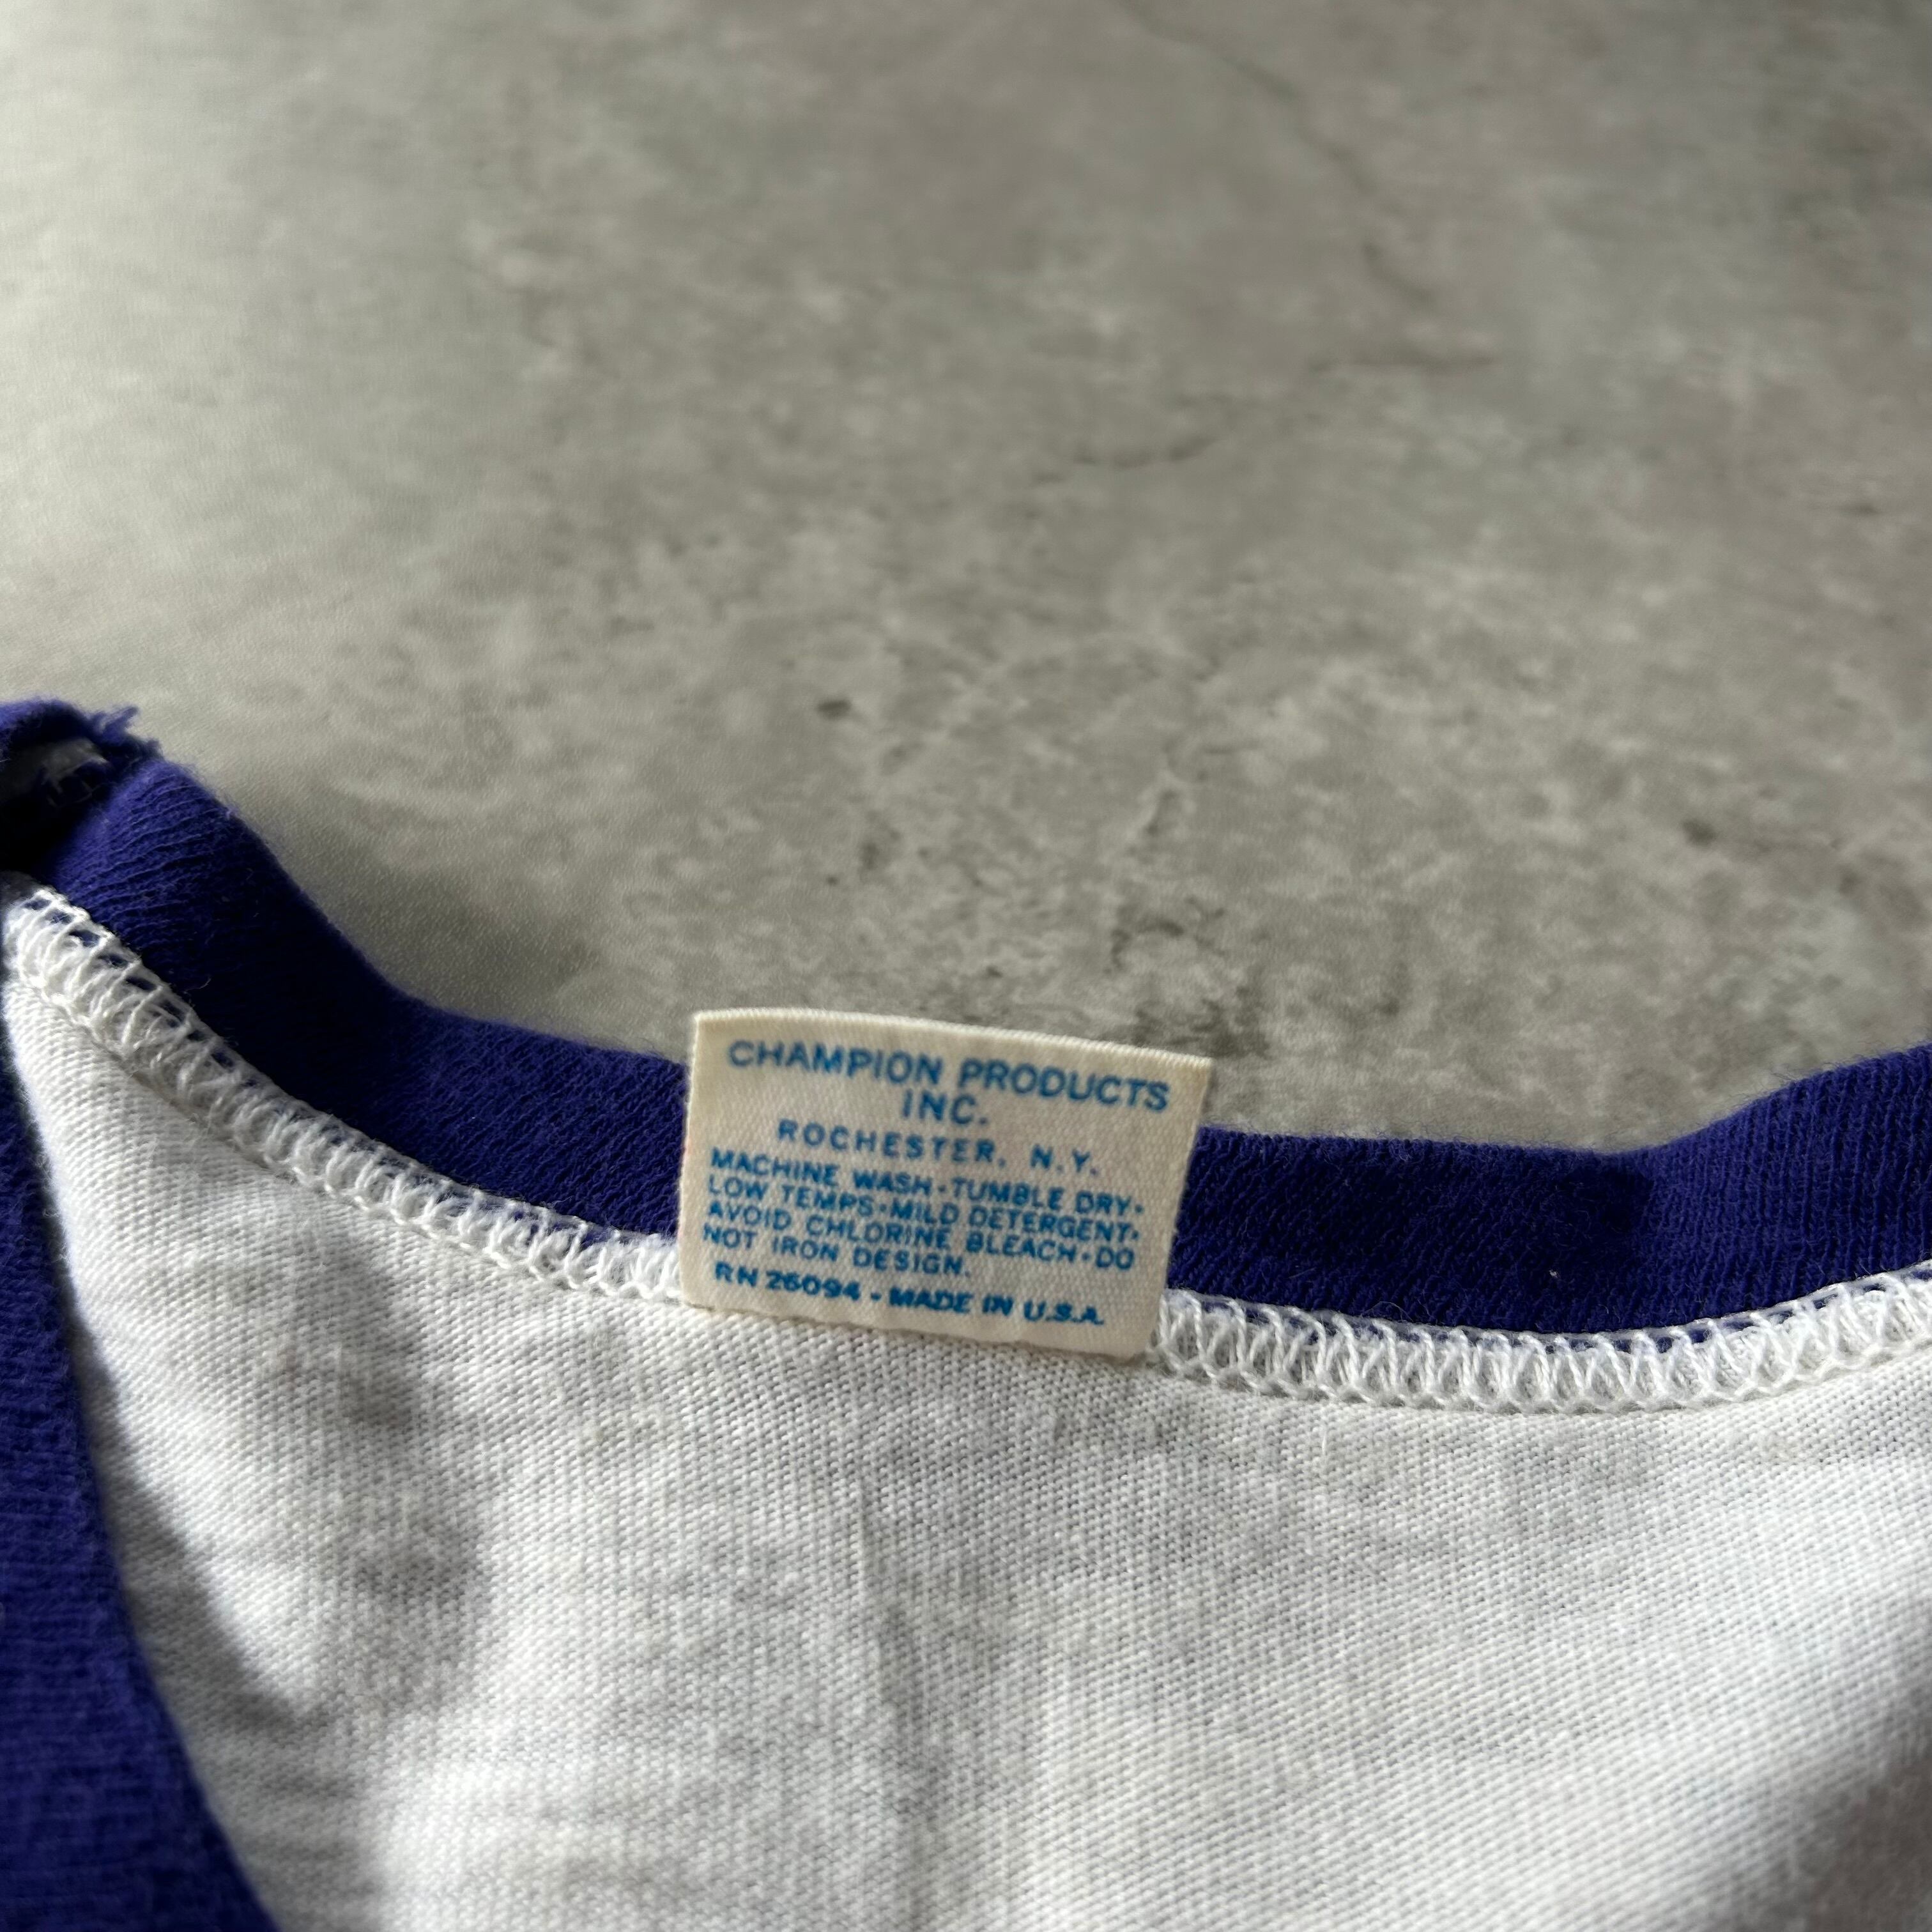 CHAMPION PRODUCTS
INC.
ROCHESTER, N.Y.
MACHINE WASH•TUMBLE DRY•
LOW TEMPS•MILD DETERGENT•
AVOID CHLORINE BLEACH•DO
NOT IRON DESIGN.
RN 26094 - MADE IN U.S.A.